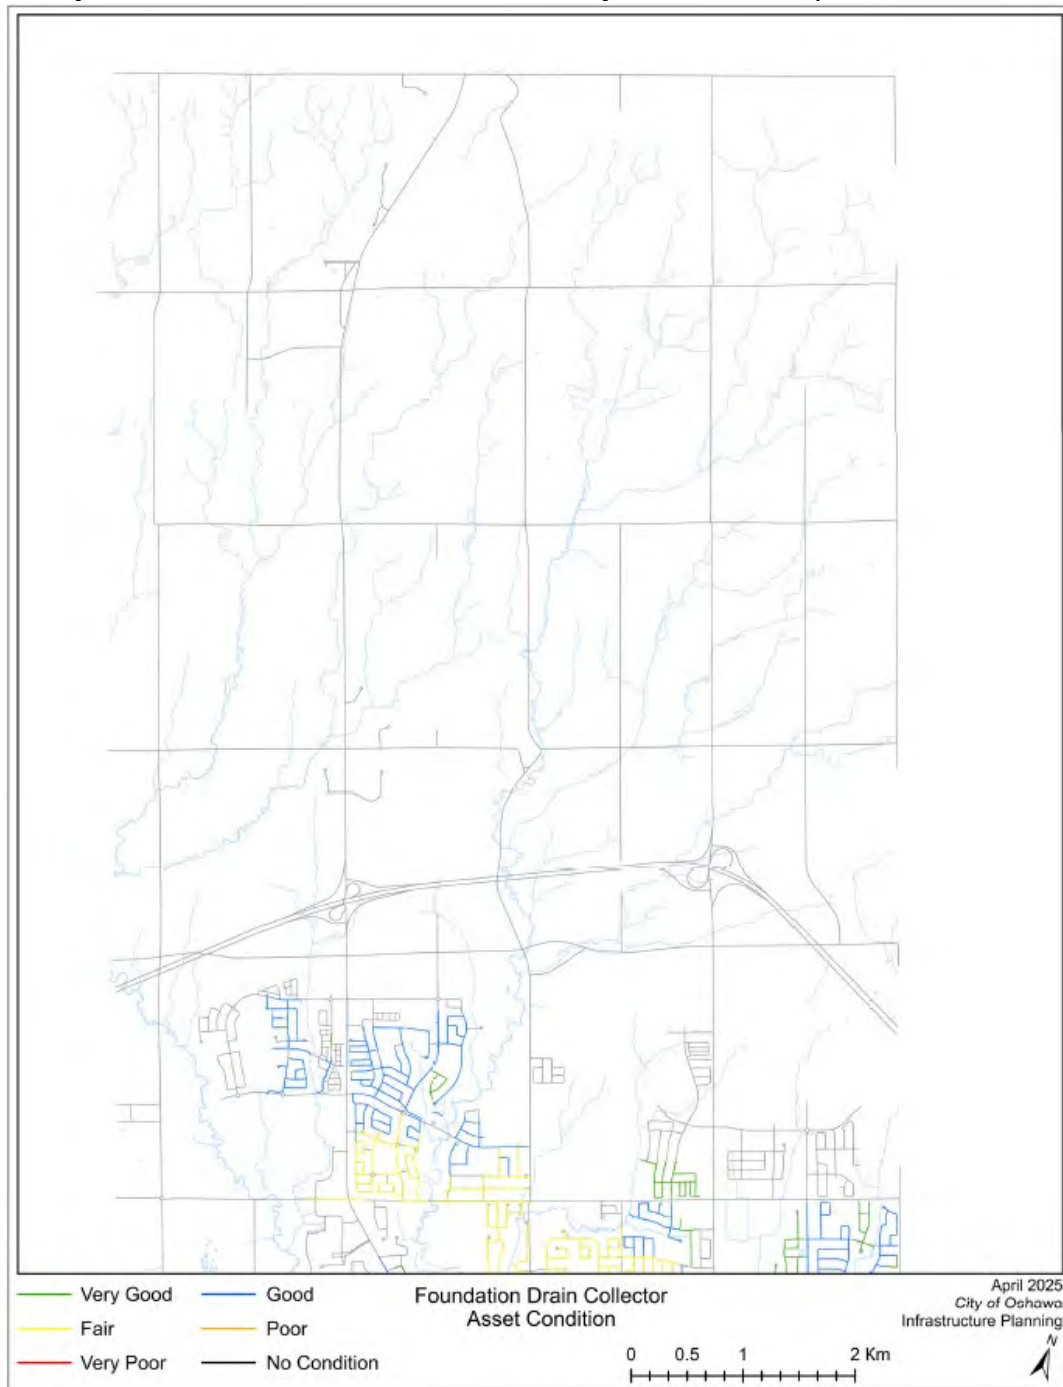 Very Good
Good
Fair
Poor
Very Poor
No Condition
Foundation Drain Collector
Asset Condition
0 0.5 1 2 Km
April 2025
City of Oshawa
Infrastructure Planning
N